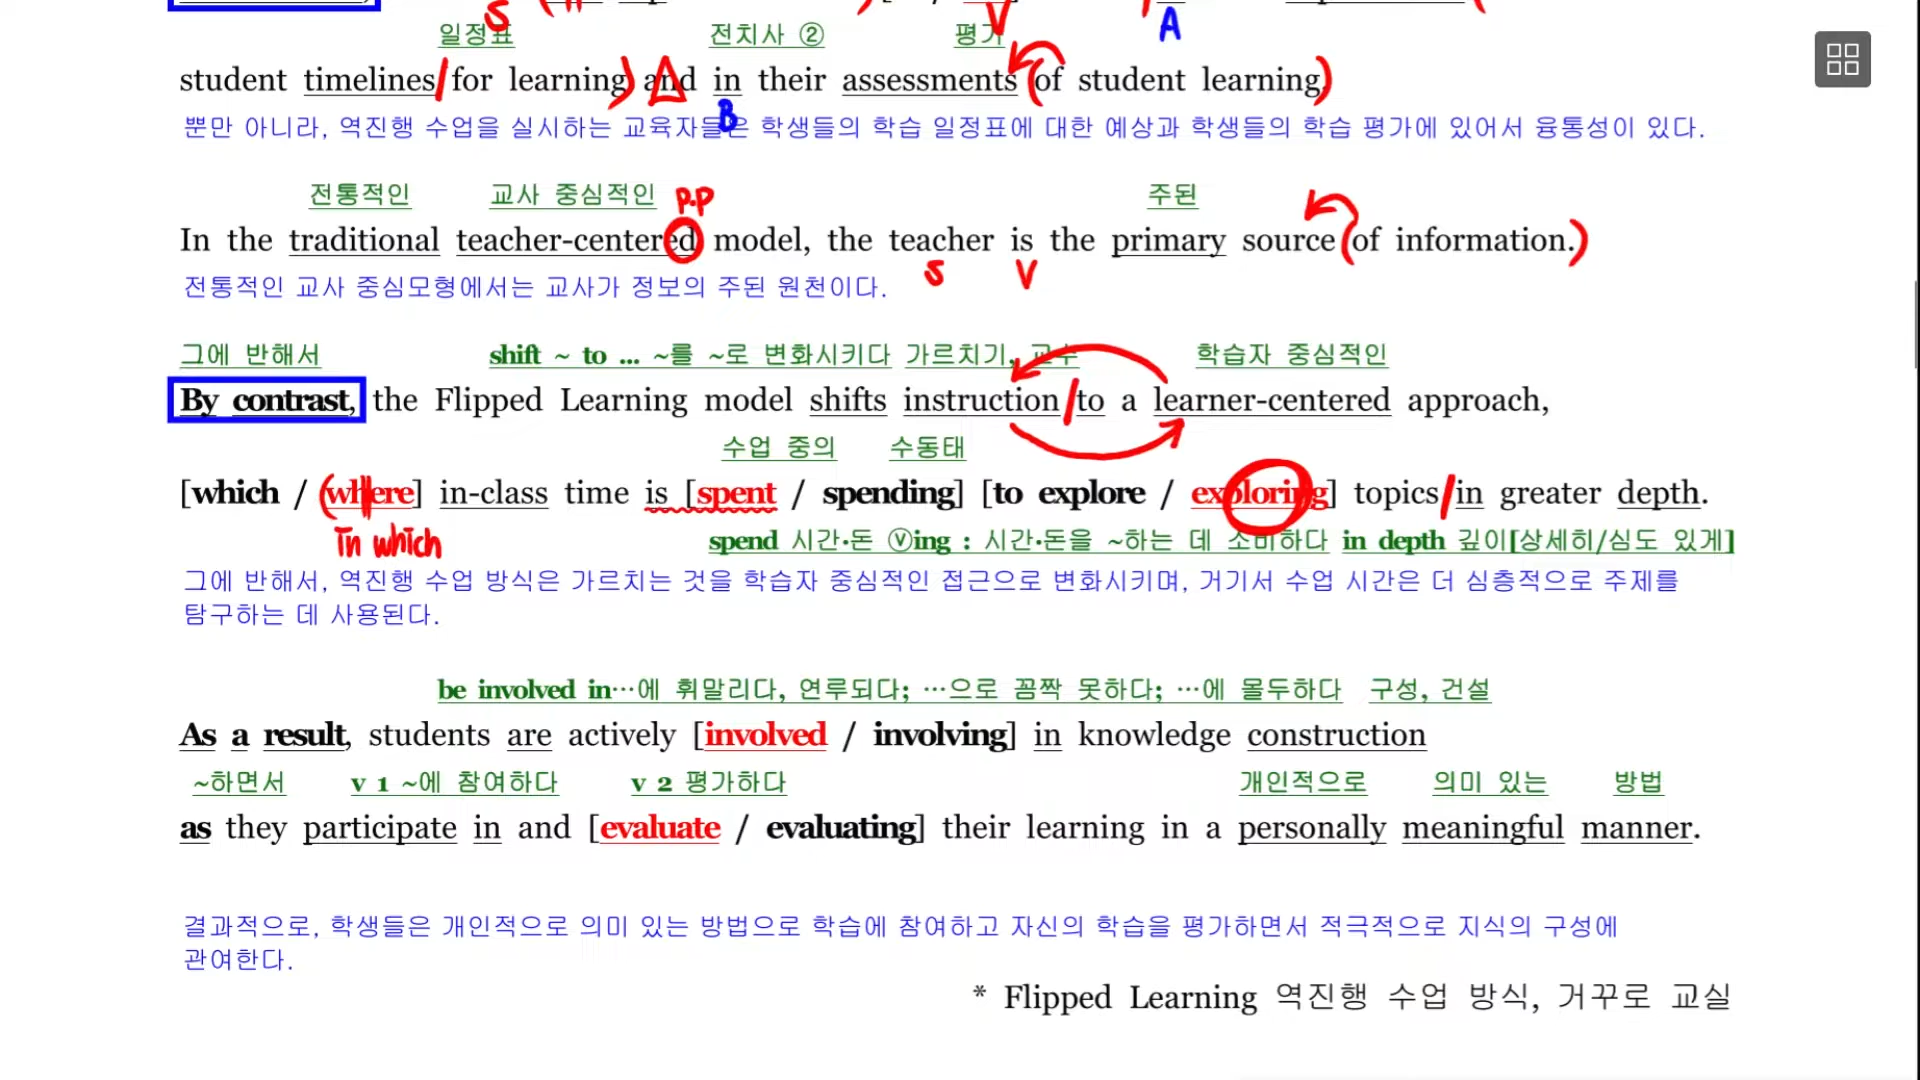 S V A
일정표 전치사 ② 평가
student timelines / for learning) and in their assessments (of student learning)
B
뿐만 아니라, 역진행 수업을 실시하는 교육자들은 학생들의 학습 일정표에 대한 예상과 학생들의 학습 평가에 있어서 융통성이 있다.
전통적인 교사 중심적인 p.p 주된
In the traditional teacher-centered model, the teacher is the primary source (of information.)
S V
전통적인 교사 중심모형에서는 교사가 정보의 주된 원천이다.
그에 반해서 shift ~ to ... ~를 ~로 변화시키다 가르치기, 교수 학습자 중심적인
By contrast, the Flipped Learning model shifts instruction / to a learner-centered approach,
수업 중의 수동태
[which / (where] in-class time is [spent / spending] [to explore / exploring] topics / in greater depth.
in which spend 시간·돈 ⓥing : 시간·돈을 ~하는 데 소비하다 in depth 깊이[상세히/심도 있게]
그에 반해서, 역진행 수업 방식은 가르치는 것을 학습자 중심적인 접근으로 변화시키며, 거기서 수업 시간은 더 심층적으로 주제를
탐구하는 데 사용된다.
be involved in…에 휘말리다, 연루되다; …으로 꼼짝 못하다; …에 몰두하다 구성, 건설
As a result, students are actively [involved / involving] in knowledge construction
~하면서 v 1 ~에 참여하다 v 2 평가하다 개인적으로 의미 있는 방법
as they participate in and [evaluate / evaluating] their learning in a personally meaningful manner.
결과적으로, 학생들은 개인적으로 의미 있는 방법으로 학습에 참여하고 자신의 학습을 평가하면서 적극적으로 지식의 구성에
관여한다.
* Flipped Learning 역진행 수업 방식, 거꾸로 교실